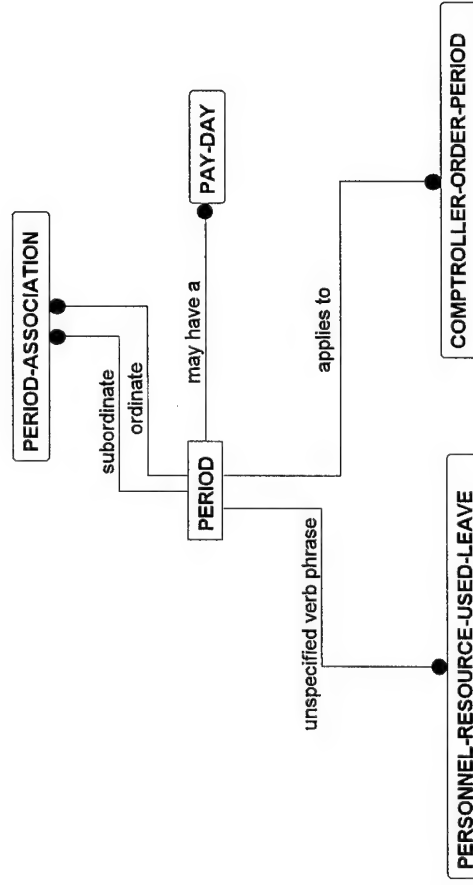 PERIOD-ASSOCIATION
subordinate
ordinate
PERIOD
may have a
PAY-DAY
unspecified verb phrase
applies to
PERSONNEL-RESOURCE-USED-LEAVE
COMPTROLLER-ORDER-PERIOD